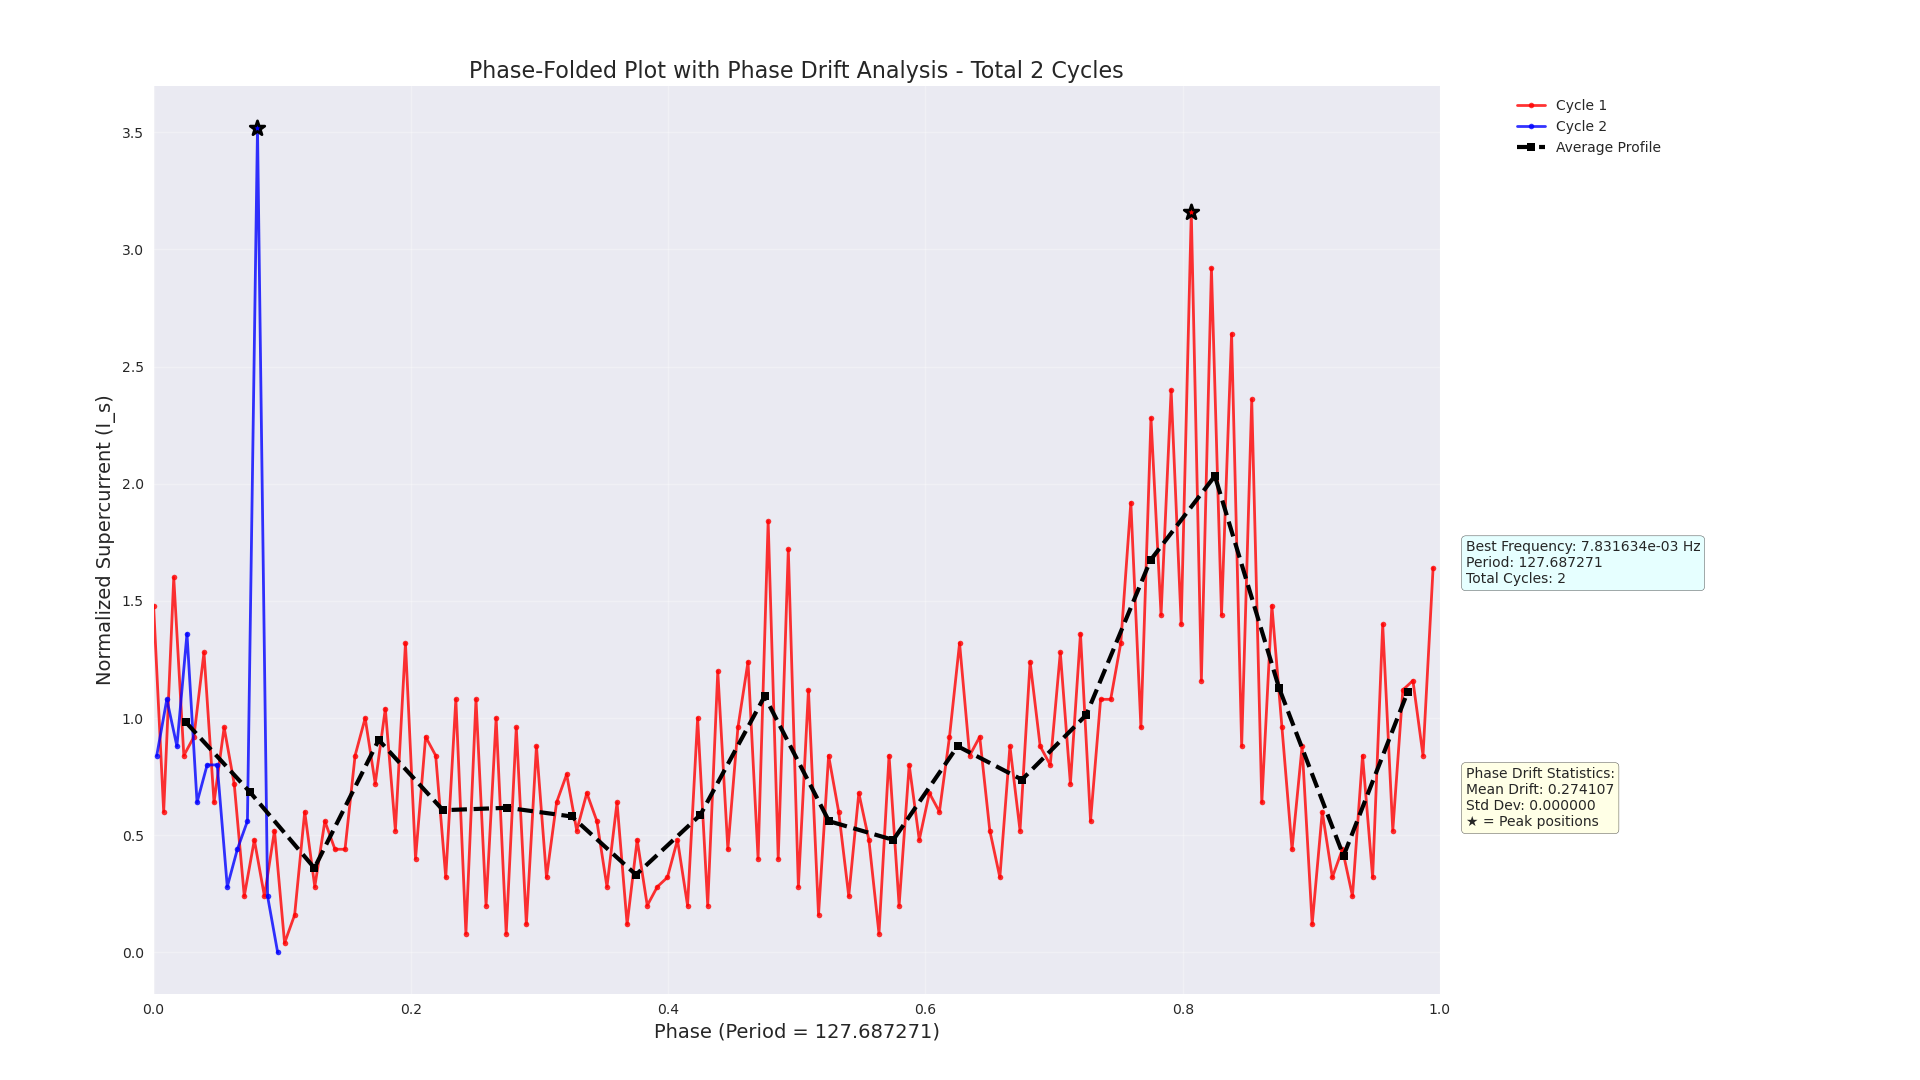 Phase-Folded Plot with Phase Drift Analysis - Total 2 Cycles
Normalized Supercurrent (I_s)
3.5
3.0
2.5
2.0
1.5
1.0
0.5
0.0
0.0 0.2 0.4 0.6 0.8 1.0
Phase (Period = 127.687271)
Cycle 1
Cycle 2
Average Profile
Best Frequency: 7.831634e-03 Hz
Period: 127.687271
Total Cycles: 2
Phase Drift Statistics:
Mean Drift: 0.274107
Std Dev: 0.000000
★ = Peak positions